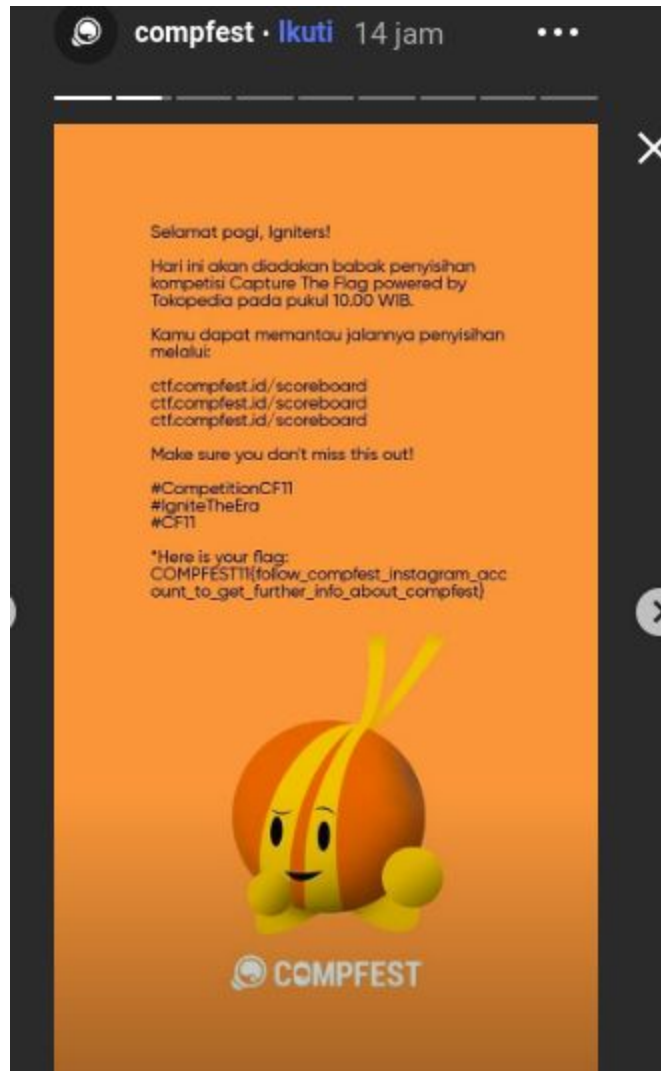 compfest · Ikuti 14 jam
Selamat pagi, Igniters!
Hari ini akan diadakan babak penyisihan
kompetisi Capture The Flag powered by
Tokopedia pada pukul 10.00 WIB.
Kamu dapat memantau jalannya penyisihan
melalui:
ctf.compfest.id/scoreboard
ctf.compfest.id/scoreboard
ctf.compfest.id/scoreboard
Make sure you don't miss this out!
#CompetitionCF11
#IgniteTheEra
#CF11
*Here is your flag:
COMPFEST11{follow_compfest_instagram_acc
ount_to_get_further_info_about_compfest}
COMPFEST